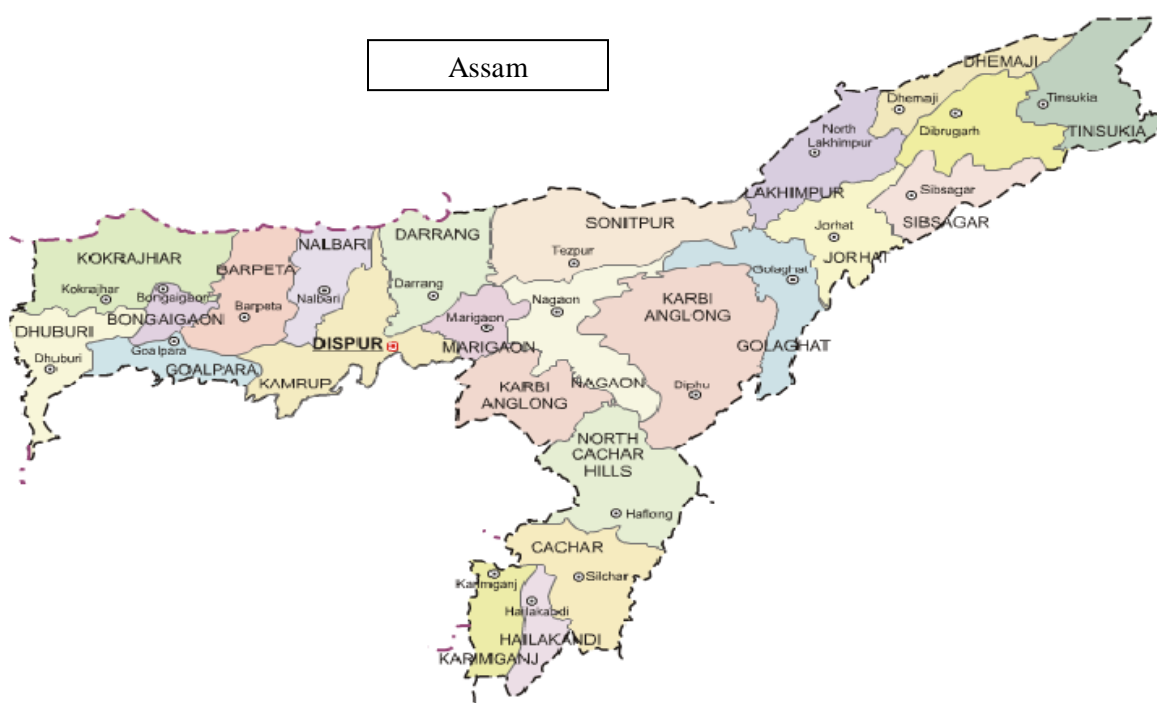 Assam
DHEMAJI
Dhemaji
Tinsukia
Dibrugarh
North
Lakhimpur
TINSUKIA
LAKHIMPUR
Sibsagar
SIBSAGAR
Jorhat
JORHAT
SONITPUR
Tezpur
DARRANG
Darrang
NALBARI
Nalbari
KOKRAJHAR
Kokrajhar
BARPETA
Barpeta
Bongaigaon
BONGAIGAON
DHUBURI
Dhuburi
Goalpara
GOALPARA
KAMRUP
DISPUR
Marigaon
MARIGAON
Nagaon
NAGAON
KARBI
ANGLONG
Golaghat
GOLAGHAT
Diphu
KARBI
ANGLONG
NORTH
CACHAR
HILLS
Haflong
CACHAR
Silchar
Karimganj
Hailakandi
HAILAKANDI
KARIMGANJ